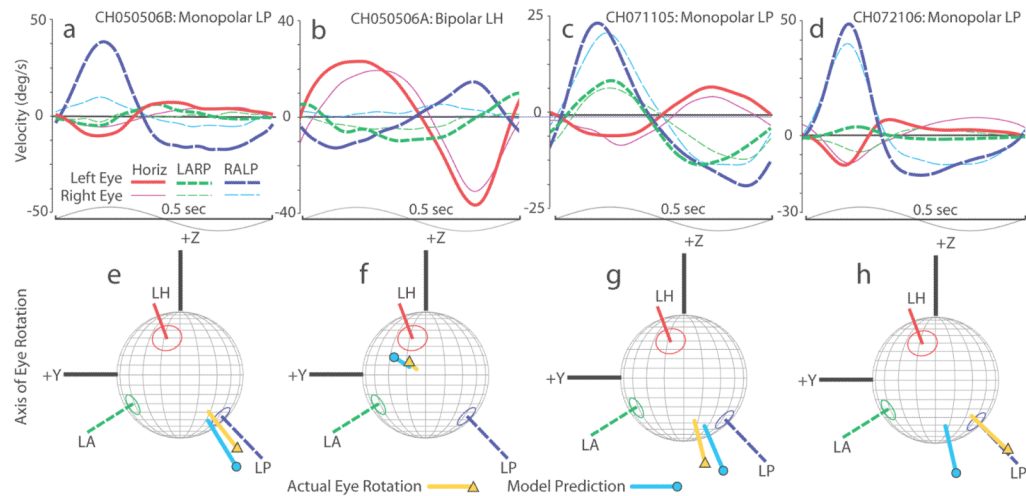 CH050506B: Monopolar LP
CH050506A: Bipolar LH
CH071105: Monopolar LP
CH072106: Monopolar LP
Velocity (deg/s)
50
0
-50
a
Horiz
LARP
RALP
Left Eye
Right Eye
0.5 sec
40
0
-40
b
0.5 sec
25
0
-25
c
0.5 sec
50
0
-30
d
0.5 sec
Axis of Eye Rotation
e
+Z
LH
+Y
LA
LP
f
+Z
LH
LA
LP
g
+Z
LH
+Y
LA
LP
h
+Z
LH
+Y
LA
LP
Actual Eye Rotation
Model Prediction